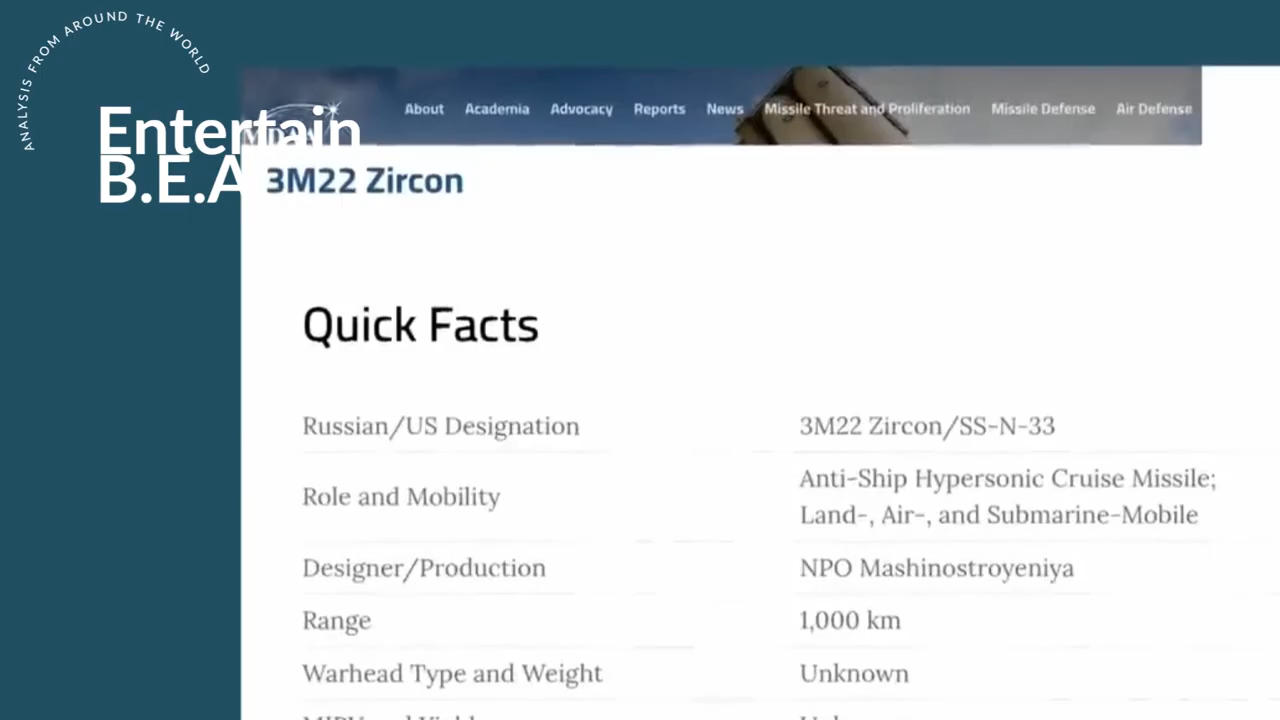 ANALYSIS FROM AROUND THE WORLD
Entertain
B.E.A
About Academia Advocacy Reports News Missile Threat and Proliferation Missile Defense Air Defense
3M22 Zircon
Quick Facts
Russian/US Designation 3M22 Zircon/SS-N-33
Role and Mobility Anti-Ship Hypersonic Cruise Missile;
Land-, Air-, and Submarine-Mobile
Designer/Production NPO Mashinostroyeniya
Range 1,000 km
Warhead Type and Weight Unknown